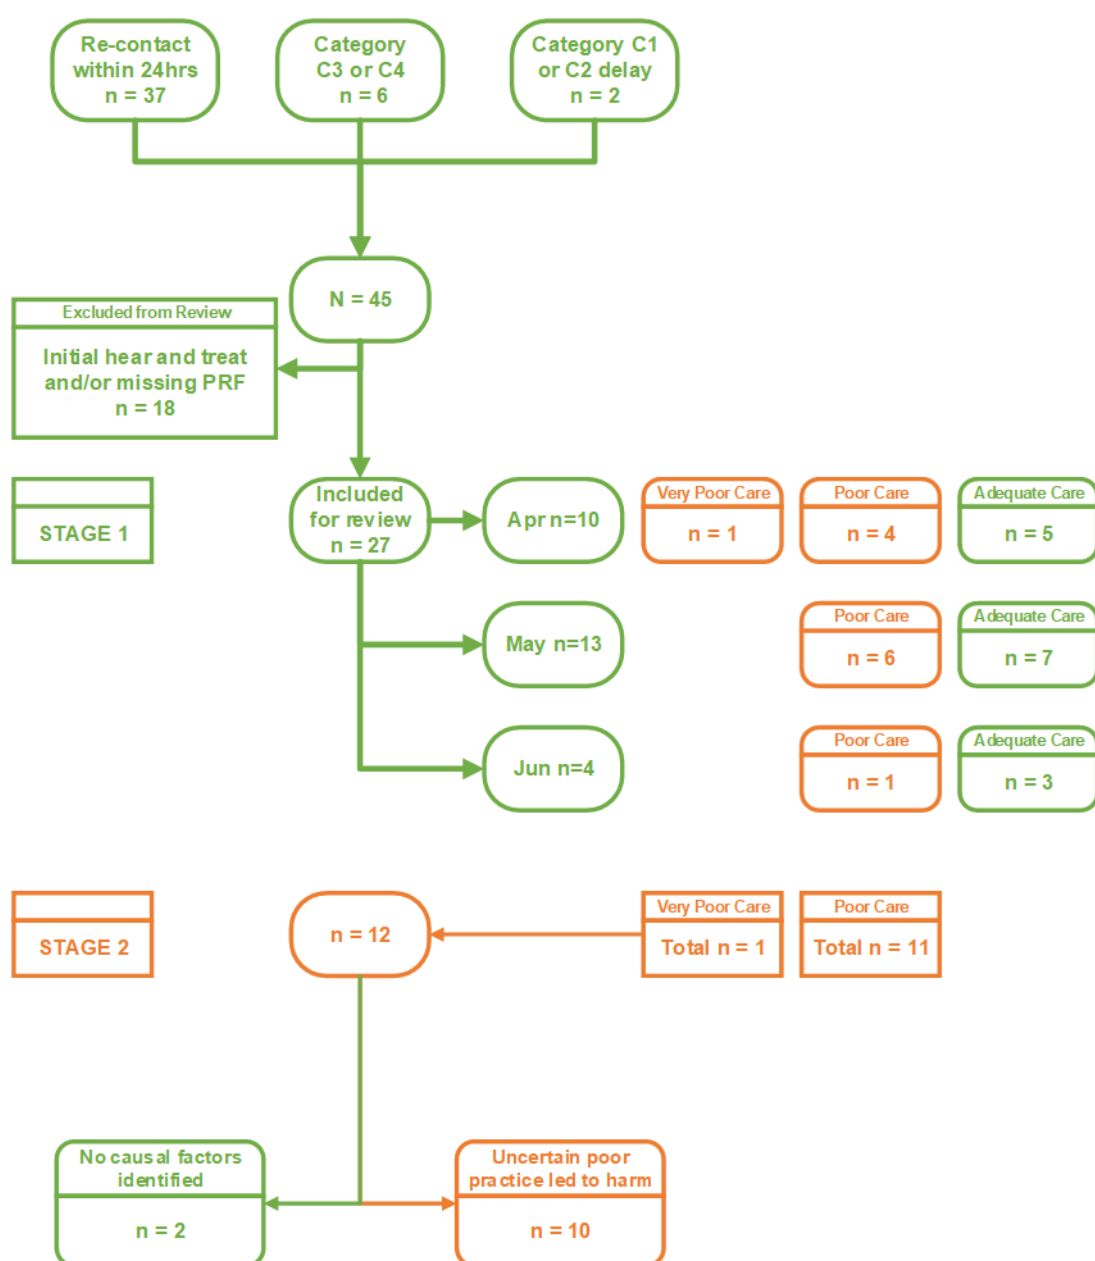 Re-contact
within 24hrs
n = 37
Category
C3 or C4
n = 6
Category C1
or C2 delay
n = 2
N = 45
Excluded from Review
Initial hear and treat
and/or missing PRF
n = 18
STAGE 1
Included
for review
n = 27
Apr n=10
Very Poor Care
n = 1
Poor Care
n = 4
Adequate Care
n = 5
May n=13
Poor Care
n = 6
Adequate Care
n = 7
Jun n=4
Poor Care
n = 1
Adequate Care
n = 3
STAGE 2
n = 12
Very Poor Care
Total n = 1
Poor Care
Total n = 11
No causal factors
identified
n = 2
Uncertain poor
practice led to harm
n = 10